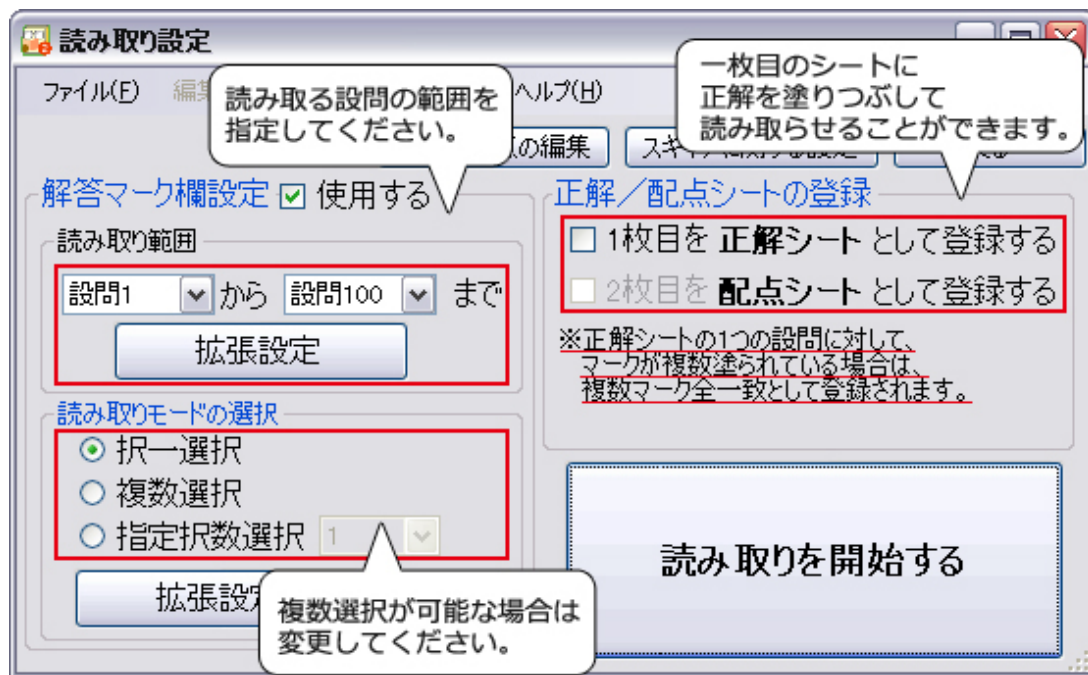 読み取り設定
ファイル(F) 編集 ヘルプ(H)
読み取る設問の範囲を
指定してください。
一枚目のシートに
正解を塗りつぶして
読み取らせることができます。
の編集
解答マーク欄設定 使用する
読み取り範囲
設問1 から 設問100 まで
拡張設定
読み取りモードの選択
択一選択
複数選択
指定択数選択 1
拡張設定
複数選択が可能な場合は
変更してください。
正解／配点シートの登録
1枚目を 正解シート として登録する
2枚目を 配点シート として登録する
※正解シートの1つの設問に対して、
マークが複数塗られている場合は、
複数マーク全一致として登録されます。
読み取りを開始する